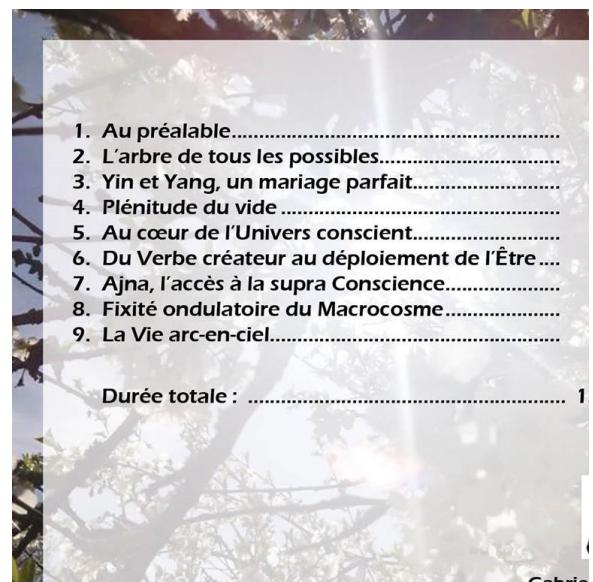 1. Au préalable....................................................
2. L'arbre de tous les possibles.............................
3. Yin et Yang, un mariage parfait........................
4. Plénitude du vide .............................................
5. Au cœur de l'Univers conscient........................
6. Du Verbe créateur au déploiement de l'Être ....
7. Ajna, l'accès à la supra Conscience...................
8. Fixité ondulatoire du Macrocosme...................
9. La Vie arc-en-ciel...............................................
Durée totale : ................................................... 1